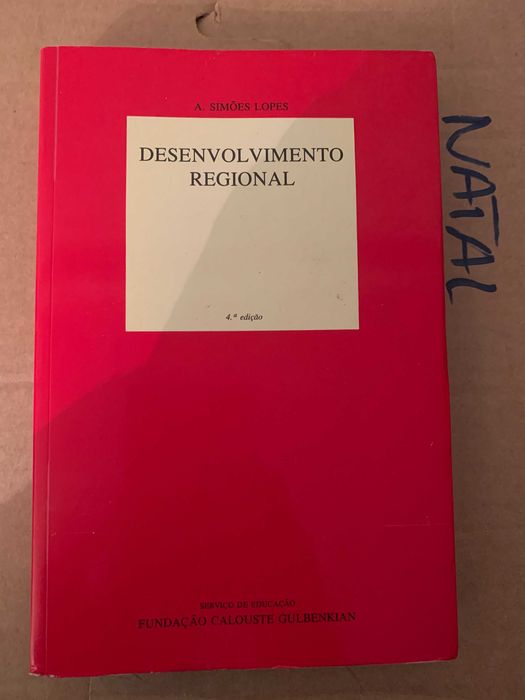 A. SIMÕES LOPES
DESENVOLVIMENTO
REGIONAL
4.ª edição
SERVIÇO DE EDUCAÇÃO
FUNDAÇÃO CALOUSTE GULBENKIAN
NATAL